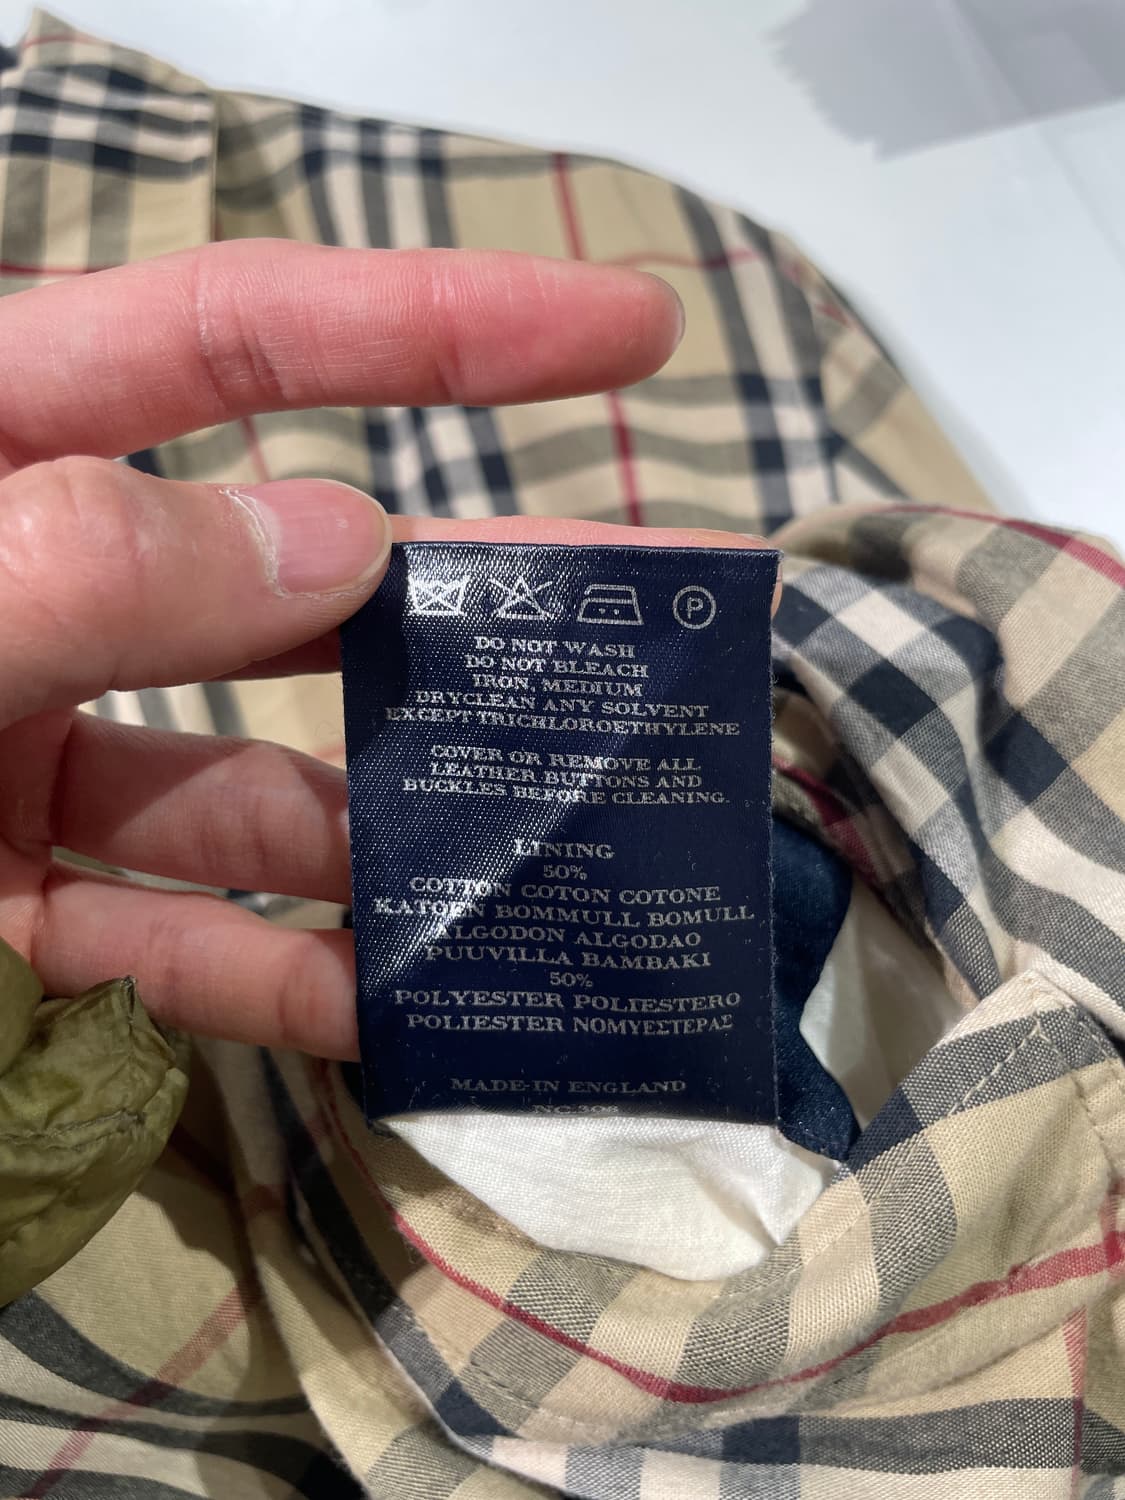 P
DO NOT WASH
DO NOT BLEACH
IRON, MEDIUM
DRYCLEAN ANY SOLVENT
EXCEPT TRICHLOROETHYLENE
COVER OR REMOVE ALL
LEATHER BUTTONS AND
BUCKLES BEFORE CLEANING.
LINING
50%
COTTON COTON COTONE
KATOEN BOMMULL BOMULL
ALGODON ALGODAO
PUUVILLA BAMBAKI
50%
POLYESTER POLIESTERO
POLIESTER ΝΟΜΥΕΣΤΕΡΑΣ
MADE-IN ENGLAND
NC.306